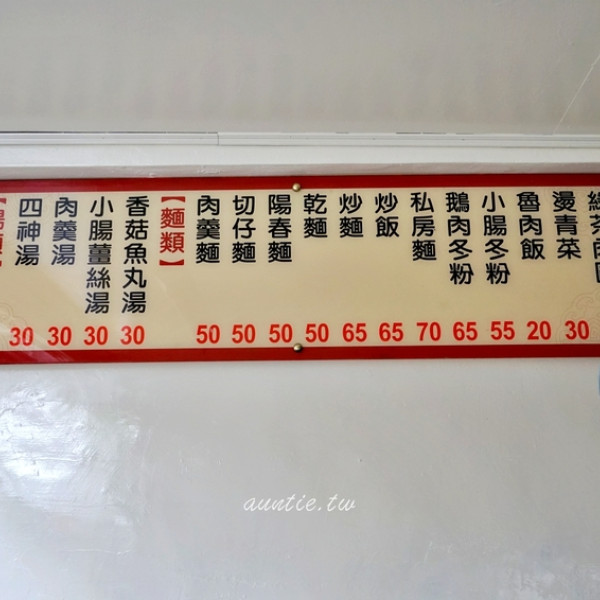 四神湯 30
肉羹湯 30
小腸薑絲湯 30
香菇魚丸湯 30
【麵類】
肉羹麵 50
切仔麵 50
陽春麵 50
乾麵 50
炒麵 65
炒飯 65
私房麵 70
鵝肉冬粉 65
小腸冬粉 55
魯肉飯 20
燙青菜 30
auntie.tw